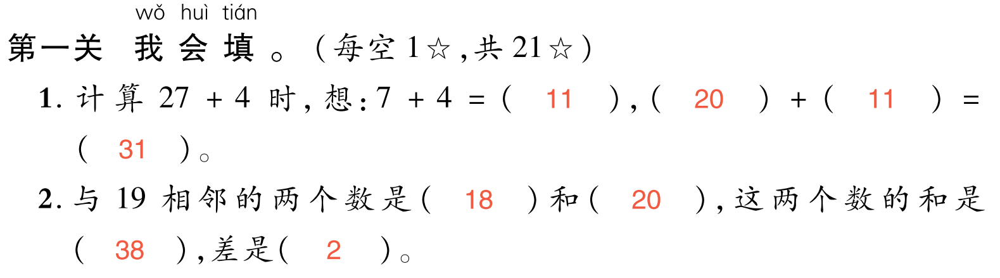 wǒ huì tián
第一关 我会填。(每空1☆,共21☆)
1. 计算 27 + 4 时,想:7 + 4 = ( 11 ),( 20 ) + ( 11 ) =
( 31 )。
2. 与 19 相邻的两个数是( 18 )和( 20 ),这两个数的和是
( 38 ),差是( 2 )。